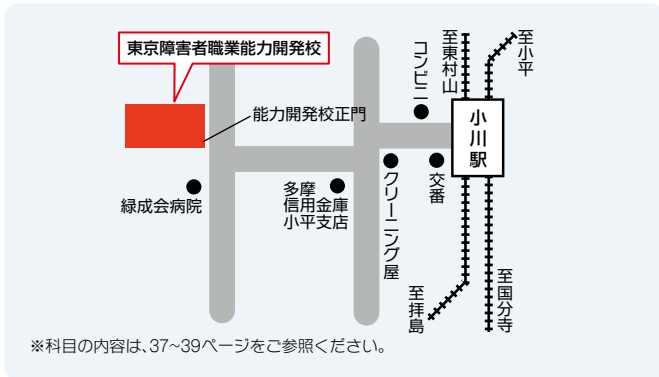 東京障害者職業能力開発校
能力開発校正門
緑成会病院
多摩
信用金庫
小平支店
クリーニング屋
コンビニ
交番
小川駅
至東村山
至小平
至拝島
至国分寺
※科目の内容は、37~39ページをご参照ください。